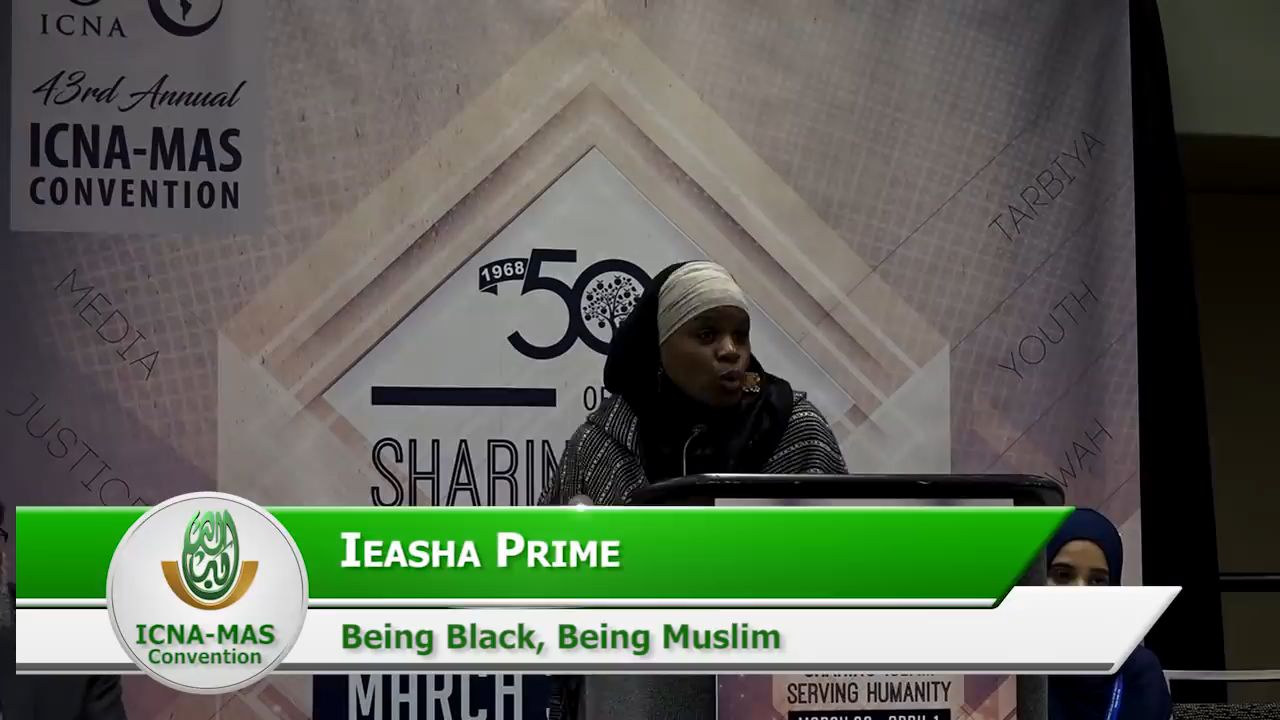 ICNA
43rd Annual
ICNA-MAS
CONVENTION
MEDIA
JUSTICE
TARBIYA
YOUTH
1968
50
SHARIN
IEASHA PRIME
Being Black, Being Muslim
ICNA-MAS
Convention
MARCH
SERVING HUMANITY